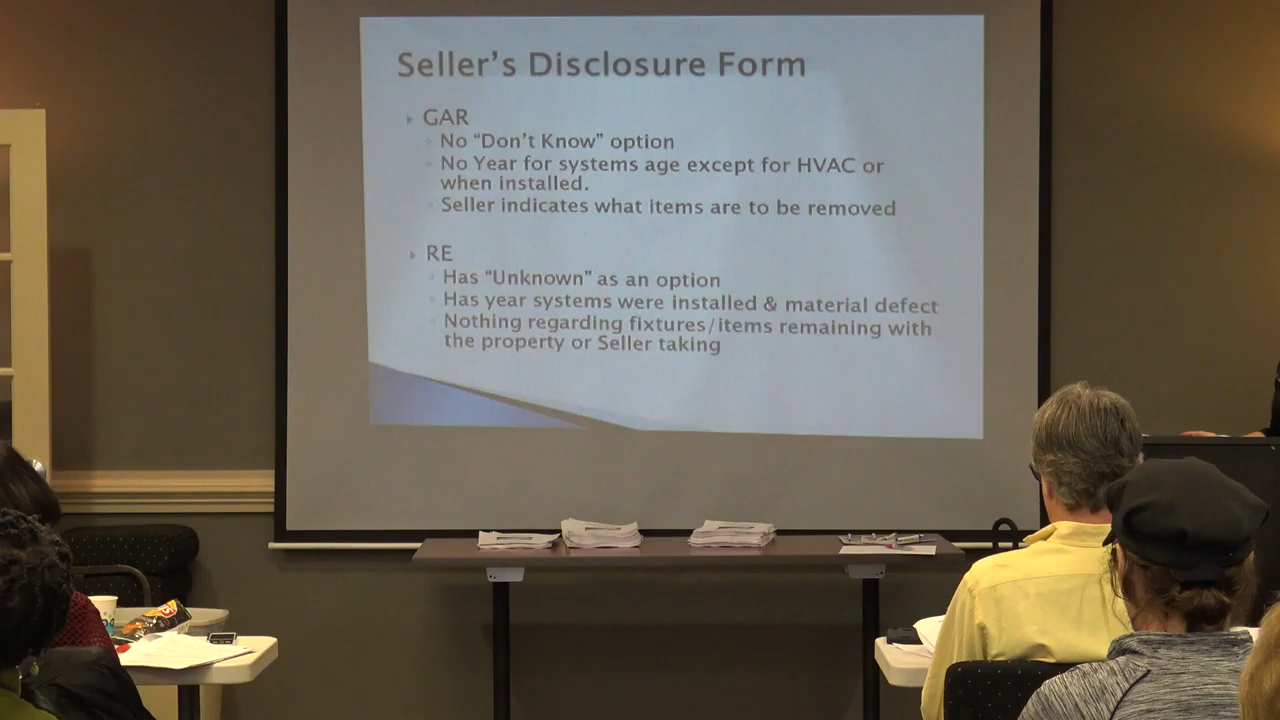 Seller's Disclosure Form
GAR
No "Don't Know" option
No Year for systems age except for HVAC or
when installed.
Seller indicates what items are to be removed
RE
Has "Unknown" as an option
Has year systems were installed & material defect
Nothing regarding fixtures/items remaining with
the property or Seller taking